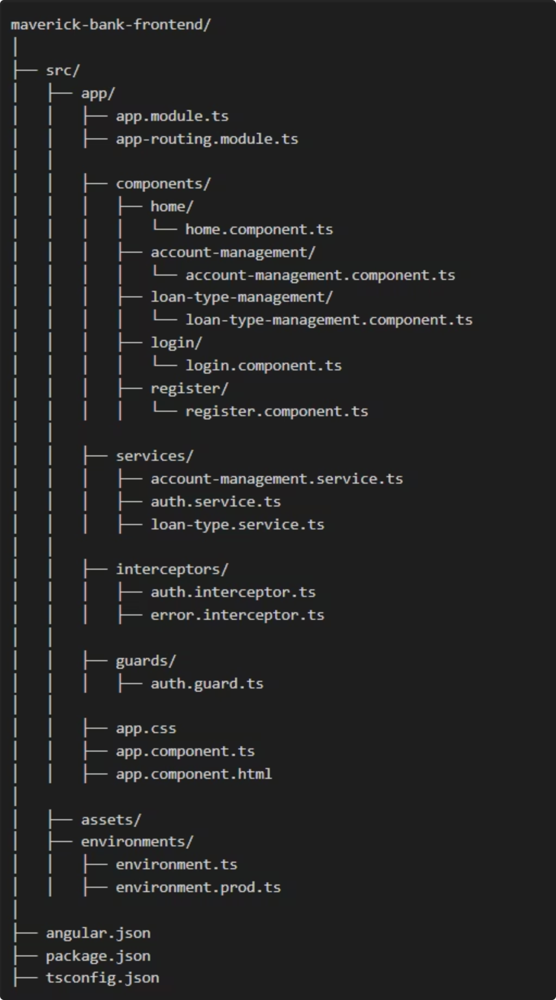 maverick-bank-frontend/
│
├── src/
│   ├── app/
│   │   ├── app.module.ts
│   │   ├── app-routing.module.ts
│   │
│   │   ├── components/
│   │   │   ├── home/
│   │   │   │   └── home.component.ts
│   │   │   ├── account-management/
│   │   │   │   └── account-management.component.ts
│   │   │   ├── loan-type-management/
│   │   │   │   └── loan-type-management.component.ts
│   │   │   ├── login/
│   │   │   │   └── login.component.ts
│   │   │   ├── register/
│   │   │   │   └── register.component.ts
│   │
│   │   ├── services/
│   │   │   ├── account-management.service.ts
│   │   │   ├── auth.service.ts
│   │   │   ├── loan-type.service.ts
│   │
│   │   ├── interceptors/
│   │   │   ├── auth.interceptor.ts
│   │   │   ├── error.interceptor.ts
│   │
│   │   ├── guards/
│   │   │   ├── auth.guard.ts
│   │
│   │   ├── app.css
│   │   ├── app.component.ts
│   │   ├── app.component.html
│
│   ├── assets/
│   ├── environments/
│   │   ├── environment.ts
│   │   ├── environment.prod.ts
│
├── angular.json
├── package.json
├── tsconfig.json